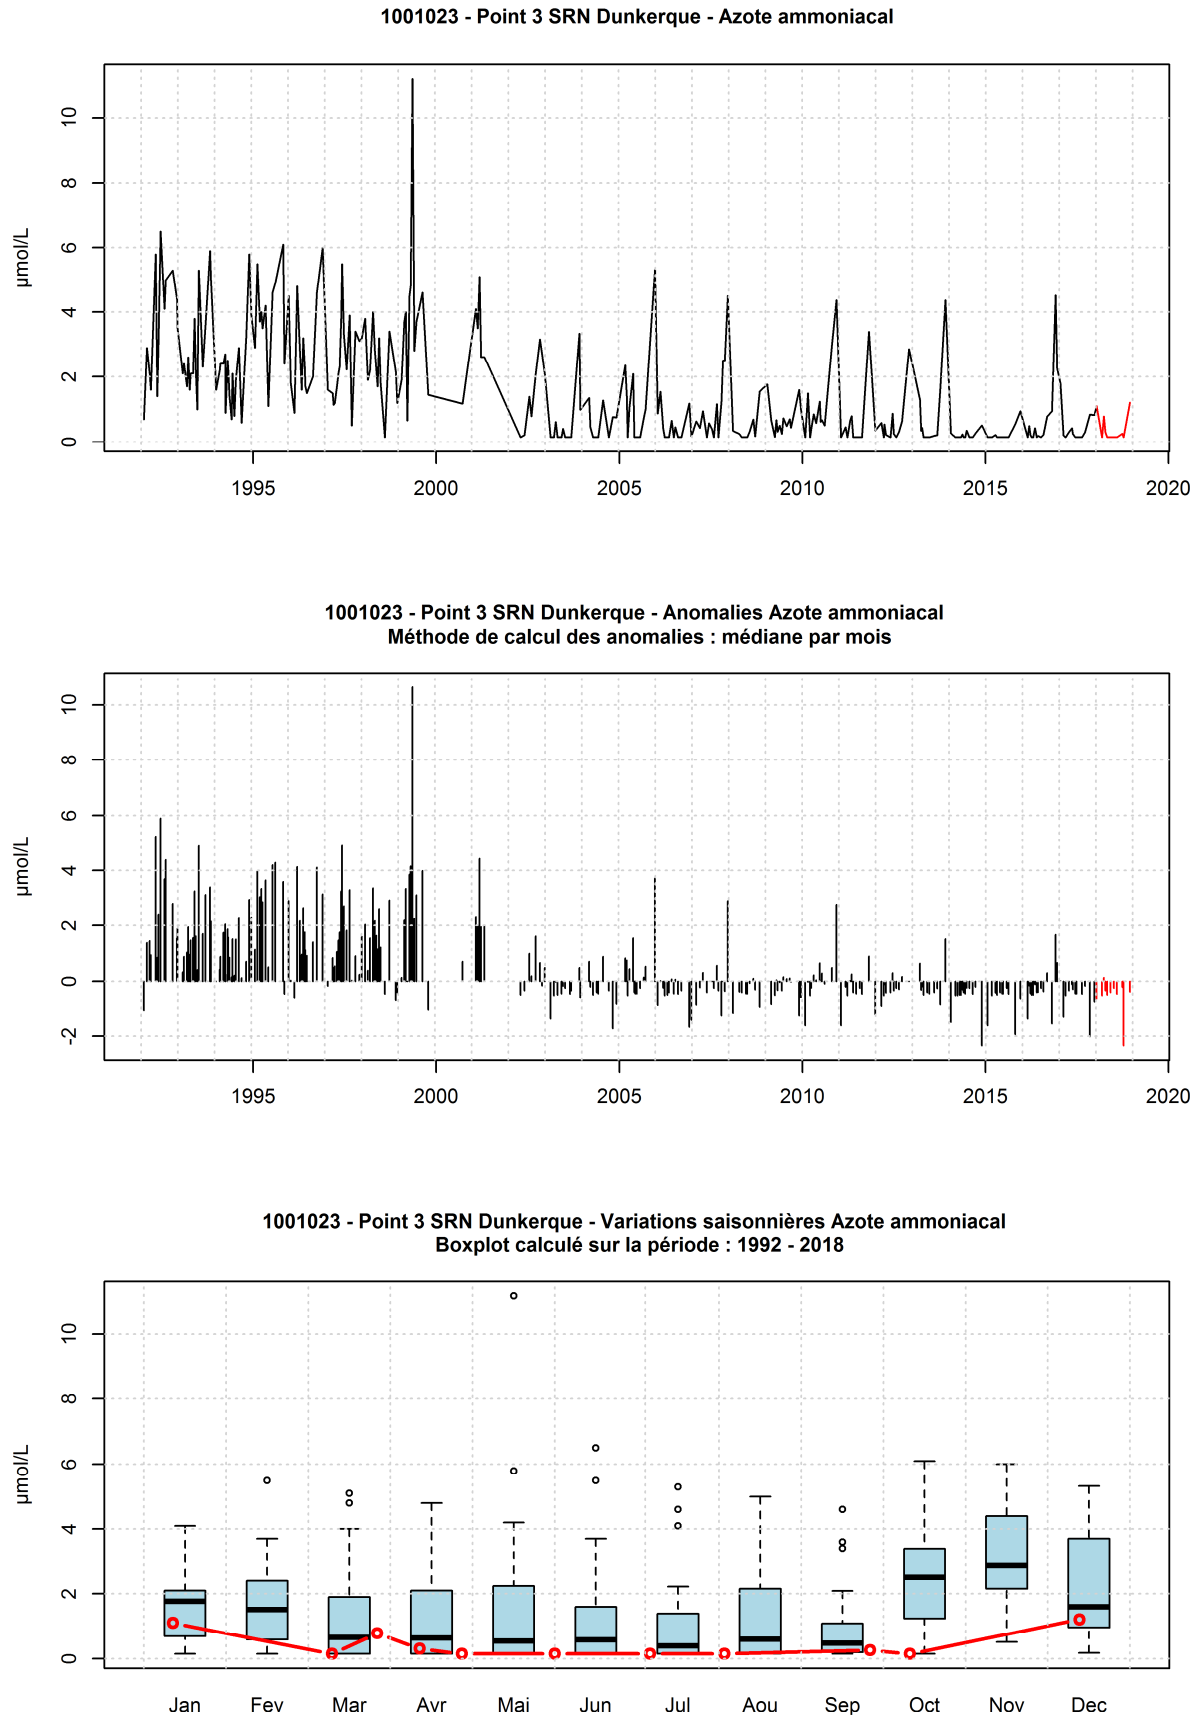 1001023 - Point 3 SRN Dunkerque - Azote ammoniacal
µmol/L
10
8
6
4
2
0
1995 2000 2005 2010 2015 2020
1001023 - Point 3 SRN Dunkerque - Anomalies Azote ammoniacal
Méthode de calcul des anomalies : médiane par mois
µmol/L
10
8
6
4
2
0
-2
1995 2000 2005 2010 2015 2020
1001023 - Point 3 SRN Dunkerque - Variations saisonnières Azote ammoniacal
Boxplot calculé sur la période : 1992 - 2018
µmol/L
10
8
6
4
2
0
Jan Fev Mar Avr Mai Jun Jul Aou Sep Oct Nov Dec